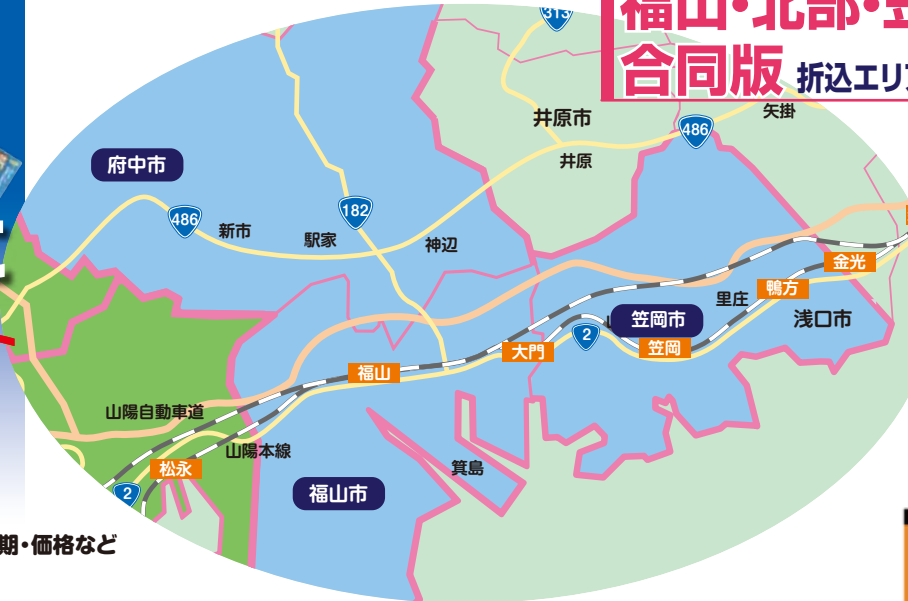 福山・北部・笠
合同版 折込エリア
313
矢掛
井原市
486
井原
府中市
182
486
新市
駅家
神辺
金光
鴨方
里庄
浅口市
笠岡市
2
笠岡
大門
福山
山陽自動車道
山陽本線
松永
箕島
2
福山市
期・価格など